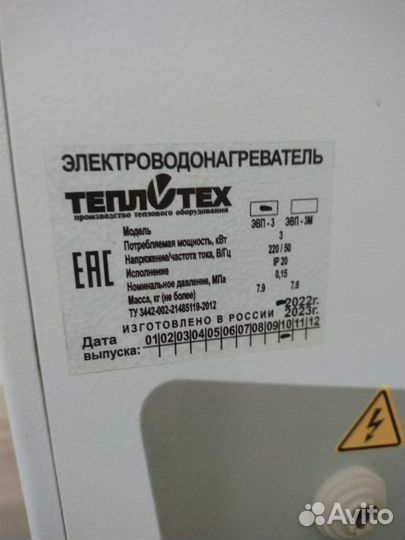 ЭЛЕКТРОВОДОНАГРЕВАТЕЛЬ
ТЕПЛОТЕХ
производство теплового оборудования
Модель ЭВП - 3 ЭВП - 3М
Потребляемая мощность, кВт 3
Напряжение/частота тока, В/Гц 220 / 50
Исполнение IP 20
Номинальное давление, МПа 0,15
Масса, кг (не более) 7.9 7.8
ТУ 3442-002-21485119-2012
EAC
2022г.
ИЗГОТОВЛЕНО В РОССИИ 2023г.
Дата выпуска: 01 02 03 04 05 06 07 08 09 10 11 12
Avito